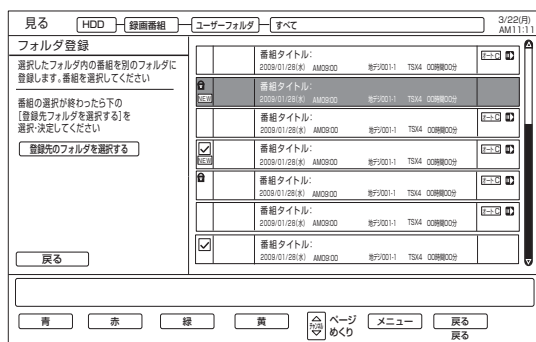 見る HDD 録画番組 ユーザーフォルダ すべて 3/22(月)
AM11:11
フォルダ登録
選択したフォルダ内の番組を別のフォルダに
登録します。番組を選択してください
番組の選択が終わったら下の
[登録先フォルダを選択する]を
選択・決定してください
登録先のフォルダを選択する
戻る
番組タイトル:
2009/01/28(水) AM09:00 地デジ001-1 TSX4 00時間00分
番組タイトル:
NEW 2009/01/28(水) AM09:00 地デジ001-1 TSX4 00時間00分
番組タイトル:
2009/01/28(水) AM09:00 地デジ001-1 TSX4 00時間00分
番組タイトル:
NEW 2009/01/28(水) AM09:00 地デジ001-1 TSX4 00時間00分
番組タイトル:
2009/01/28(水) AM09:00 地デジ001-1 TSX4 00時間00分
番組タイトル:
2009/01/28(水) AM09:00 地デジ001-1 TSX4 00時間00分
番組タイトル:
2009/01/28(水) AM09:00 地デジ001-1 TSX4 00時間00分
青 赤 緑 黄 チャンネル ページ
めくり メニュー 戻る
戻る